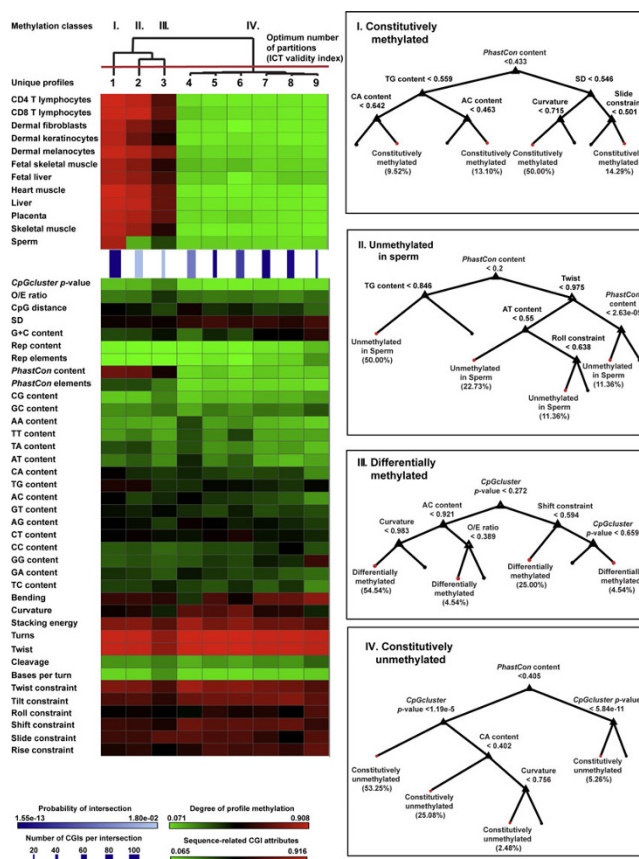 Methylation classes
I. II. III. IV.
Optimum number
of partitions
(ICT validity index)
Unique profiles
1 2 3 4 5 6 7 8 9
CD4 T lymphocytes
CD8 T lymphocytes
Dermal fibroblasts
Dermal keratinocytes
Dermal melanocytes
Fetal skeletal muscle
Fetal liver
Heart muscle
Liver
Placenta
Skeletal muscle
Sperm
CpGcluster p-value
O/E ratio
CpG distance
SD
G+C content
Rep content
Rep elements
PhastCon content
PhastCon elements
CG content
GC content
AA content
TT content
TA content
AT content
CA content
TG content
AC content
GT content
AG content
CT content
CC content
GG content
GA content
TC content
Bending
Curvature
Stacking energy
Turns
Twist
Cleavage
Bases per turn
Twist constraint
Tilt constraint
Roll constraint
Shift constraint
Slide constraint
Rise constraint
Probability of intersection
1.55e-13 1.80e-02
Number of CGIs per intersection
20 40 60 80 100
Degree of profile methylation
0.071 0.908
Sequence-related CGI attributes
0.065 0.916
I. Constitutively
methylated
PhastCon content
<0.433
TG content < 0.559
SD < 0.546
CA content
< 0.642
AC content
< 0.463
Curvature
< 0.715
Slide
constraint
< 0.501
Constitutively
methylated
(9.52%)
Constitutively
methylated
(13.10%)
Constitutively
methylated
(50.00%)
Constitutively
methylated
14.29%)
II. Unmethylated
in sperm
PhastCon content
< 0.2
TG content < 0.846
Twist
< 0.975
AT content
< 0.55
PhastCon
content
< 2.63e-05
Roll constraint
< 0.638
Unmethylated
in Sperm
(50.00%)
Unmethylated
in Sperm
(22.73%)
Unmethylated
in Sperm
(11.36%)
Unmethylated
in Sperm
(11.36%)
III. Differentially
methylated
CpGcluster
p-value < 0.272
AC content
< 0.921
Shift constraint
< 0.594
Curvature
< 0.983
O/E ratio
< 0.389
CpGcluster
p-value < 0.659
Differentially
methylated
(54.54%)
Differentially
methylated
(4.54%)
Differentially
methylated
(25.00%)
Differentially
methylated
(4.54%)
IV. Constitutively
unmethylated
PhastCon content
<0.405
CpGcluster
p-value <1.19e-5
CpGcluster p-value
< 5.84e-11
CA content
< 0.402
Curvature
< 0.756
Constitutively
unmethylated
(53.25%)
Constitutively
unmethylated
(25.08%)
Constitutively
unmethylated
(2.48%)
Constitutively
unmethylated
(5.26%)